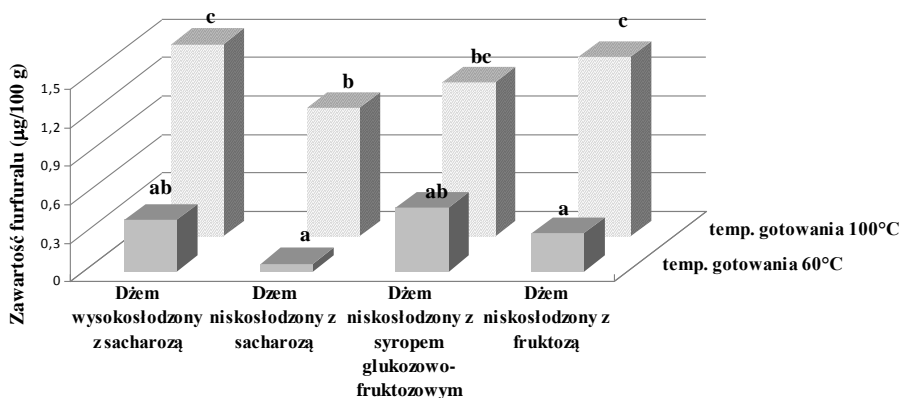 Zawartość furfuralu (µg/100 g)
1,5
1,2
0,9
0,6
0,3
0
c
b
bc
c
ab
a
ab
a
temp. gotowania 100°C
temp. gotowania 60°C
Dżem
wysokosłodzony
z sacharozą
Dzem
niskosłodzony z
sacharozą
Dżem
niskosłodzony z
syropem
glukozowo-
fruktozowym
Dżem
niskosłodzony z
fruktozą